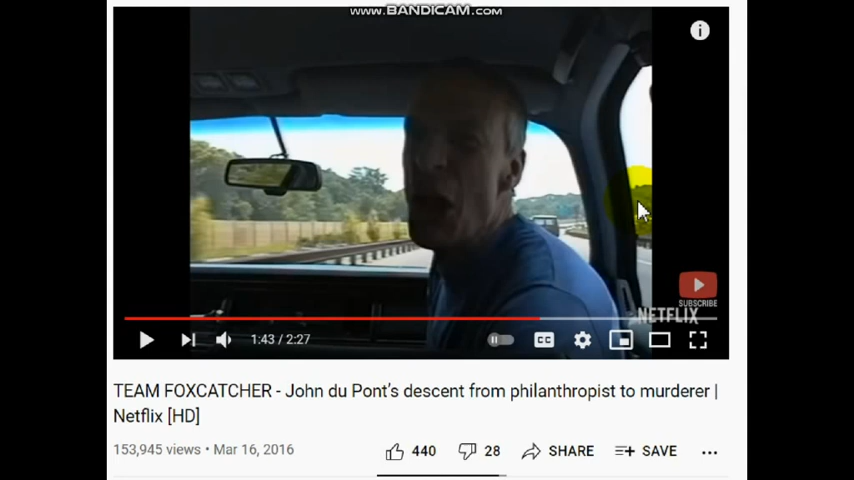 www.BANDICAM.com
SUBSCRIBE
NETFLIX
1:43 / 2:27
CC
TEAM FOXCATCHER - John du Pont's descent from philanthropist to murderer |
Netflix [HD]
153,945 views • Mar 16, 2016
440
28
SHARE
SAVE